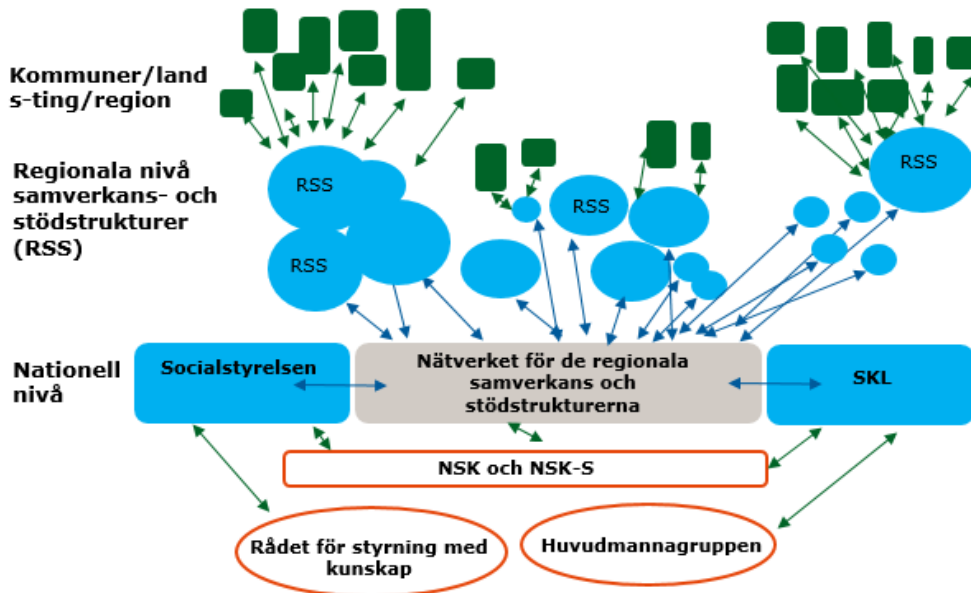 Kommuner/land
s-ting/region
Regionala nivå
samverkans- och
stödstrukturer
(RSS)
RSS
RSS
RSS
RSS
Nationell
nivå
Socialstyrelsen
Nätverket för de regionala
samverkans och
stödstrukturerna
SKL
NSK och NSK-S
Rådet för styrning med
kunskap
Huvudmannagruppen